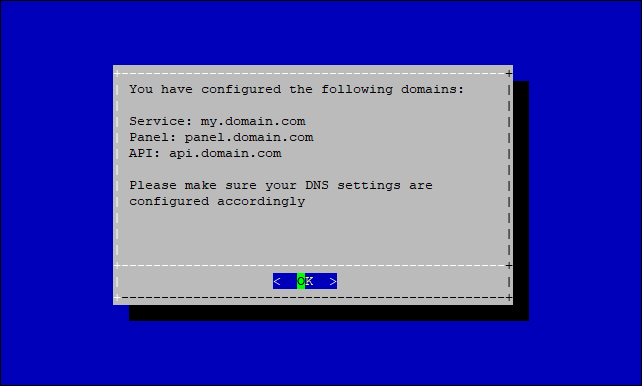 You have configured the following domains:
Service: my.domain.com
Panel: panel.domain.com
API: api.domain.com
Please make sure your DNS settings are
configured accordingly
< OK >